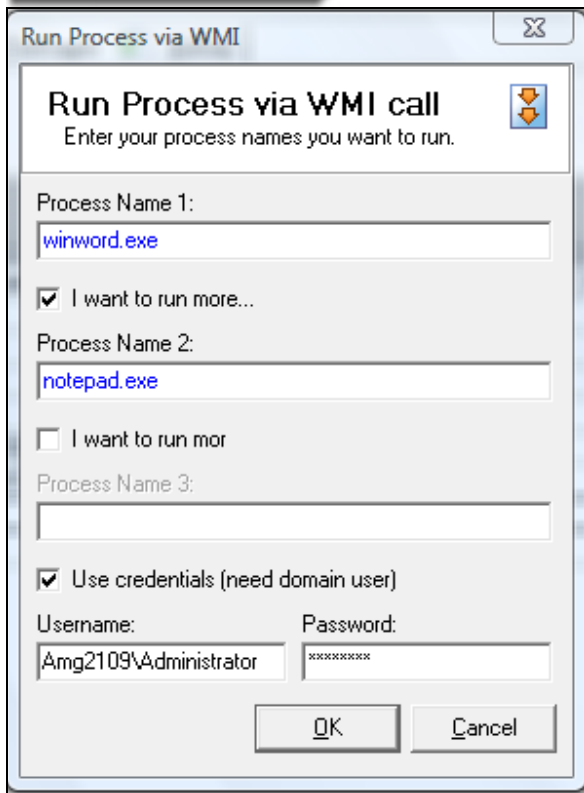 Run Process via WMI
Run Process via WMI call
Enter your process names you want to run.
Process Name 1:
winword.exe
I want to run more...
Process Name 2:
notepad.exe
I want to run mor
Process Name 3:
Use credentials (need domain user)
Username: Password:
Amg2109\Administrator ********
OK Cancel